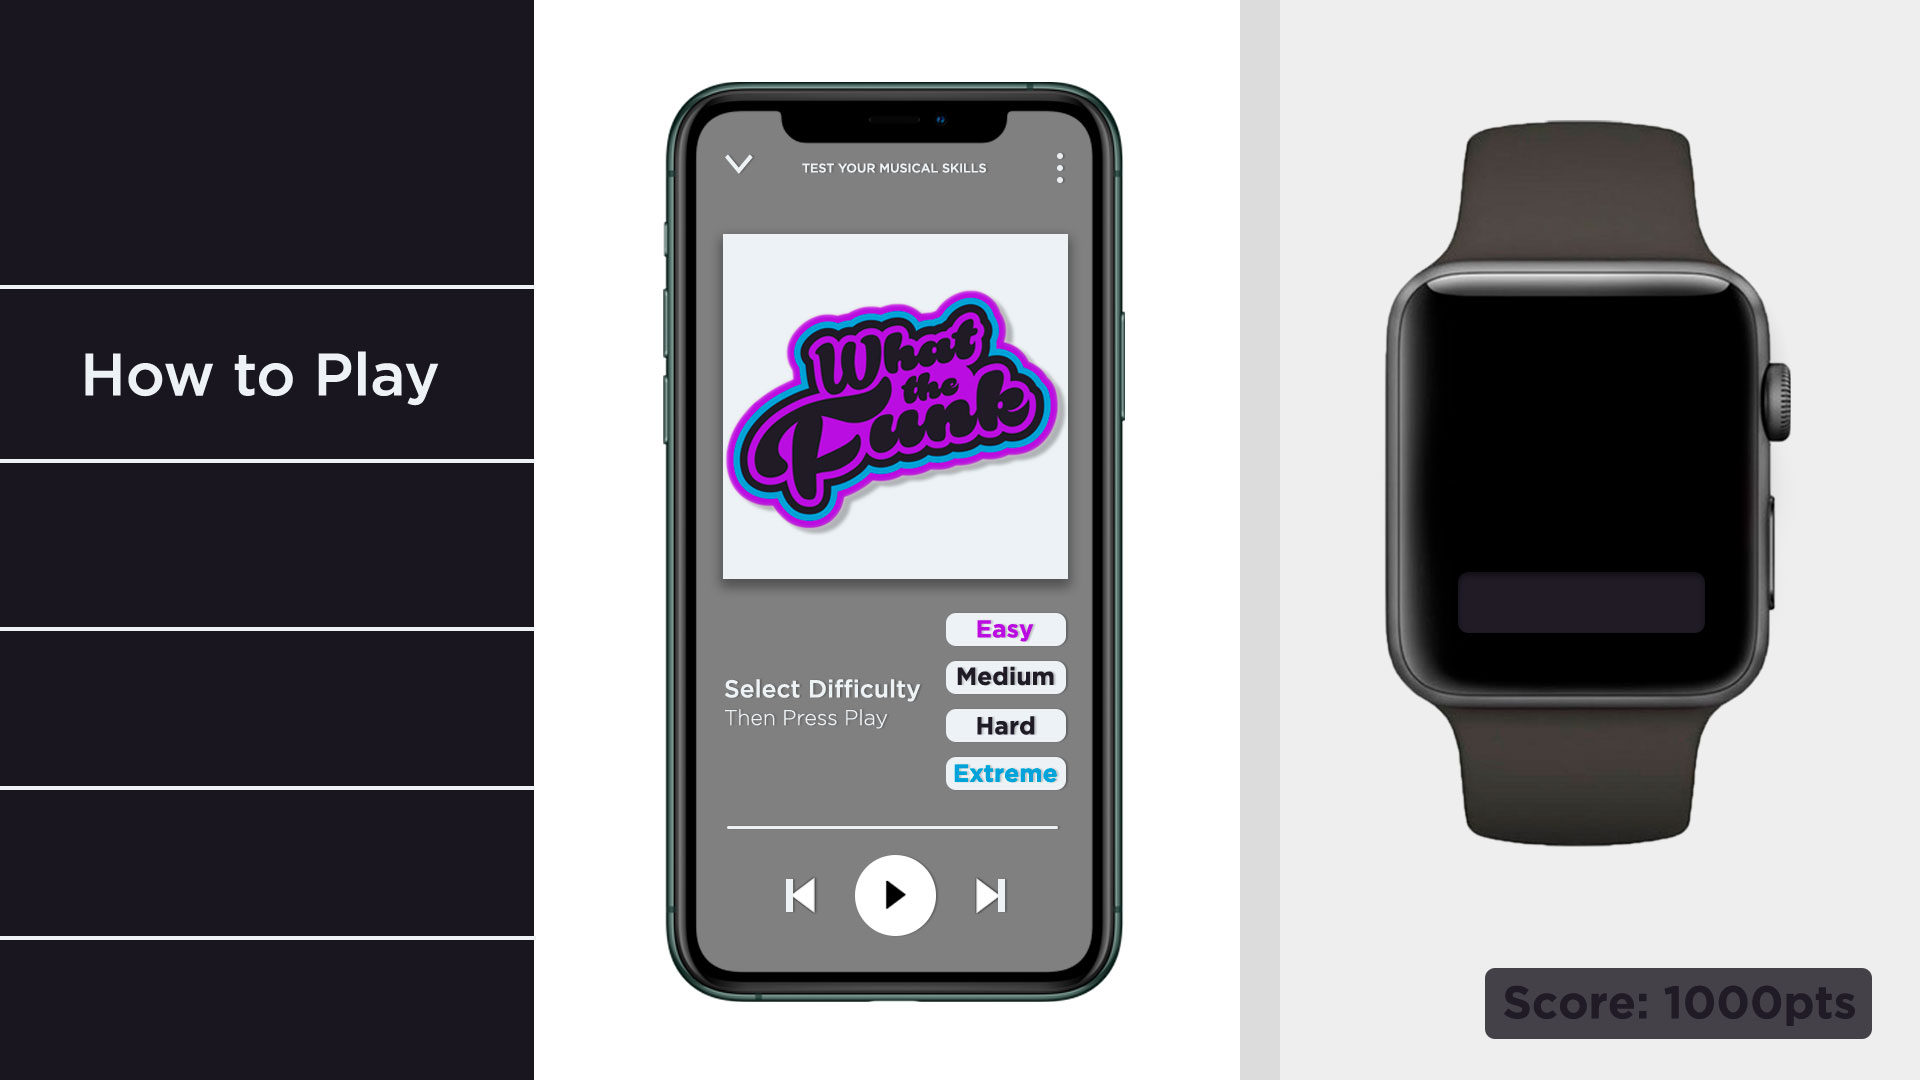 How to Play
TEST YOUR MUSICAL SKILLS
What
the
Funk
Easy
Medium
Select Difficulty
Then Press Play
Hard
Extreme
Score: 1000pts